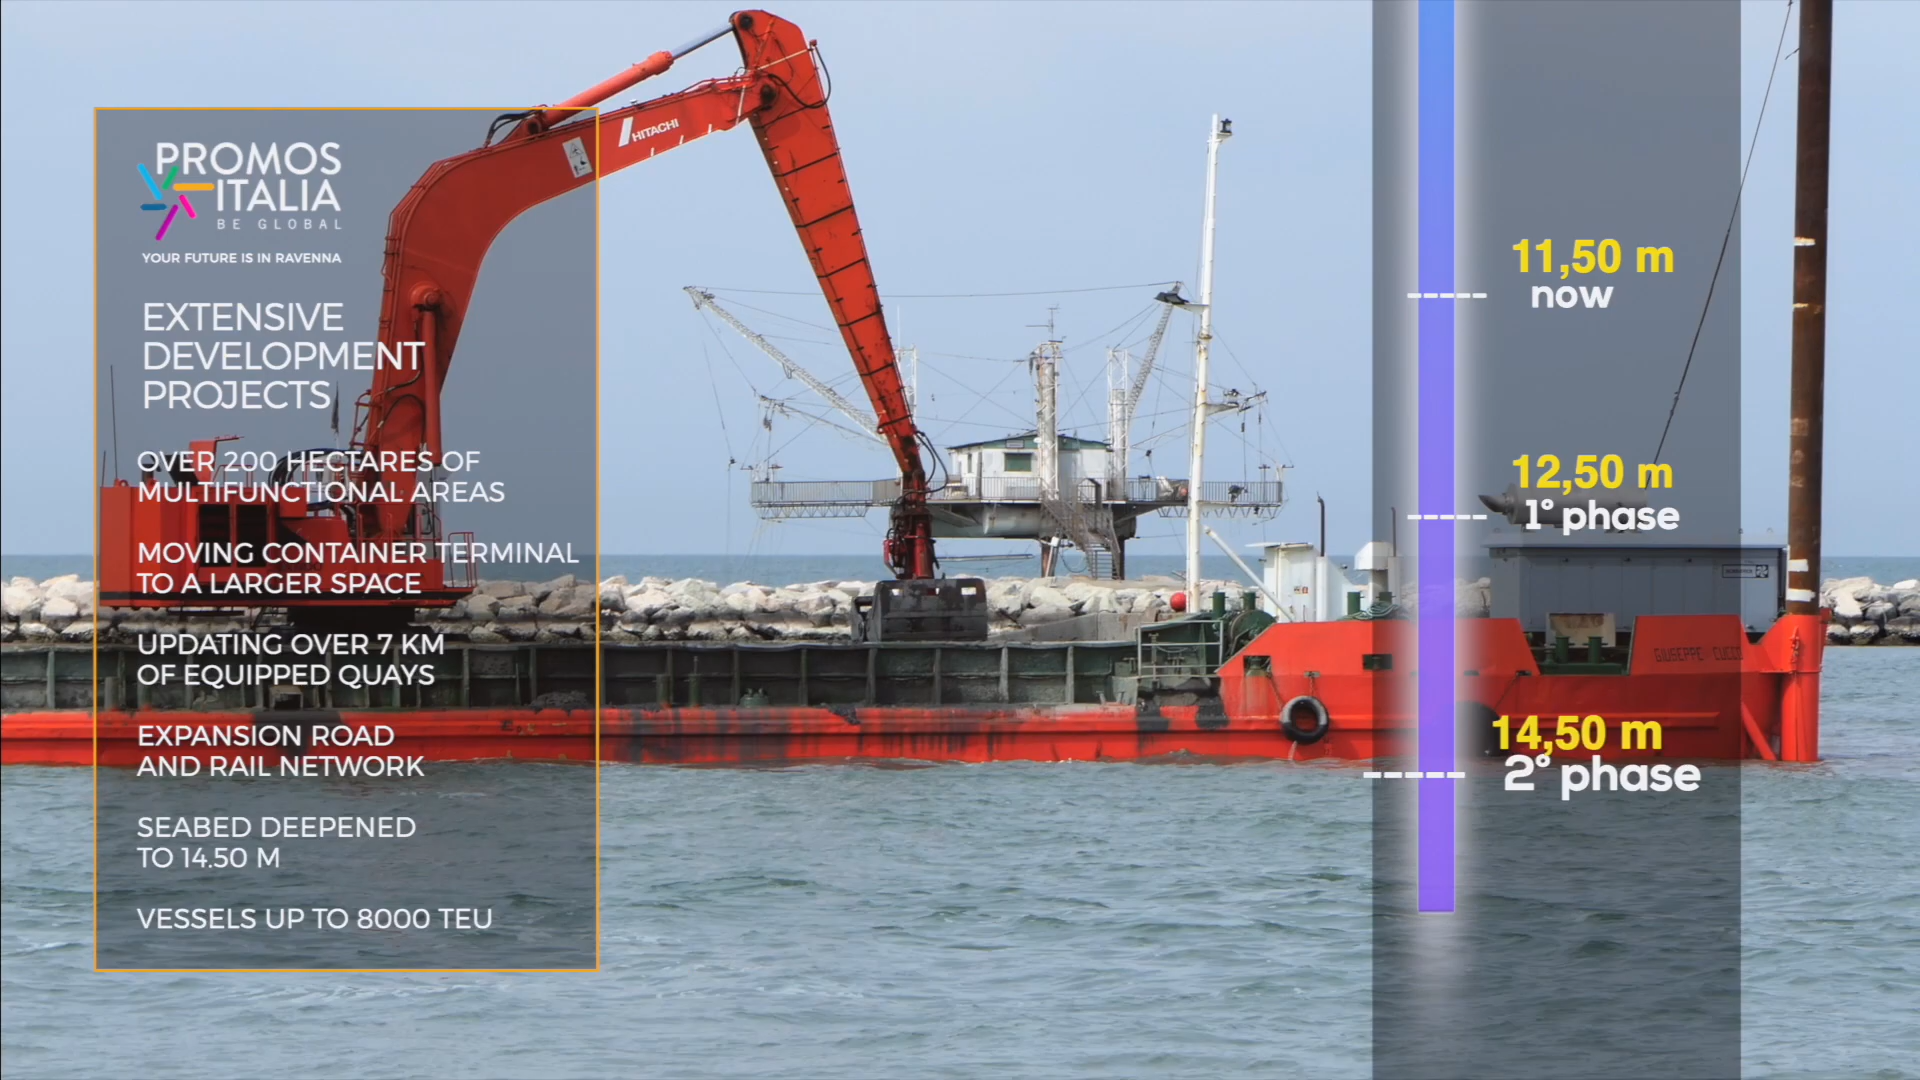 PROMOS
ITALIA
BE GLOBAL
YOUR FUTURE IS IN RAVENNA
EXTENSIVE
DEVELOPMENT
PROJECTS
OVER 200 HECTARES OF
MULTIFUNCTIONAL AREAS
MOVING CONTAINER TERMINAL
TO A LARGER SPACE
UPDATING OVER 7 KM
OF EQUIPPED QUAYS
EXPANSION ROAD
AND RAIL NETWORK
SEABED DEEPENED
TO 14.50 M
VESSELS UP TO 8000 TEU
HITACHI
11,50 m
now
12,50 m
1° phase
14,50 m
2° phase
GIUSEPPE CUCCO